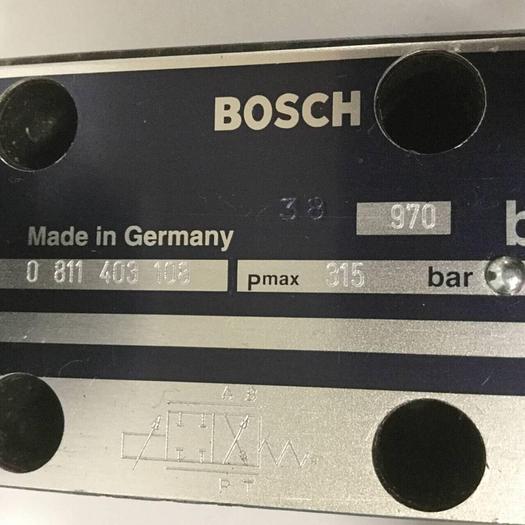 BOSCH
38 970
Made in Germany
0 811 403 108 pmax 315 bar
A B
P T